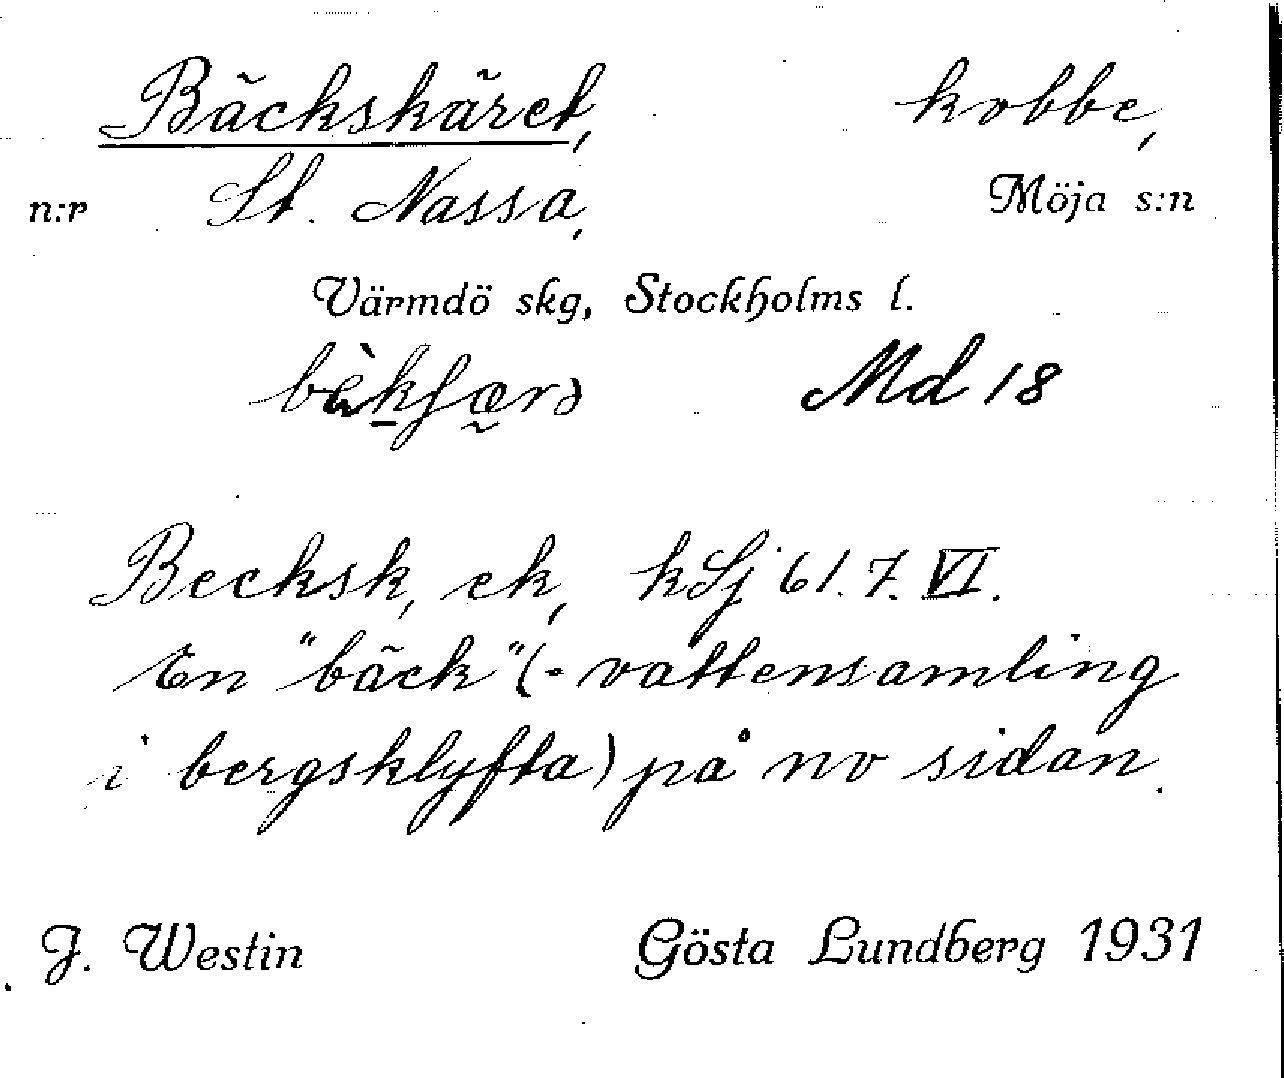 Bäckskäret, kobbe,
n:r St. Nassa, Möja s:n
Värmdö skg, Stockholms l.
Md 18
Becksk, ek, kSj 61. 7. VI.
En "bäck" (- vattensamling
i bergsklyfta) på nv sidan.
J. Westin Gösta Lundberg 1931